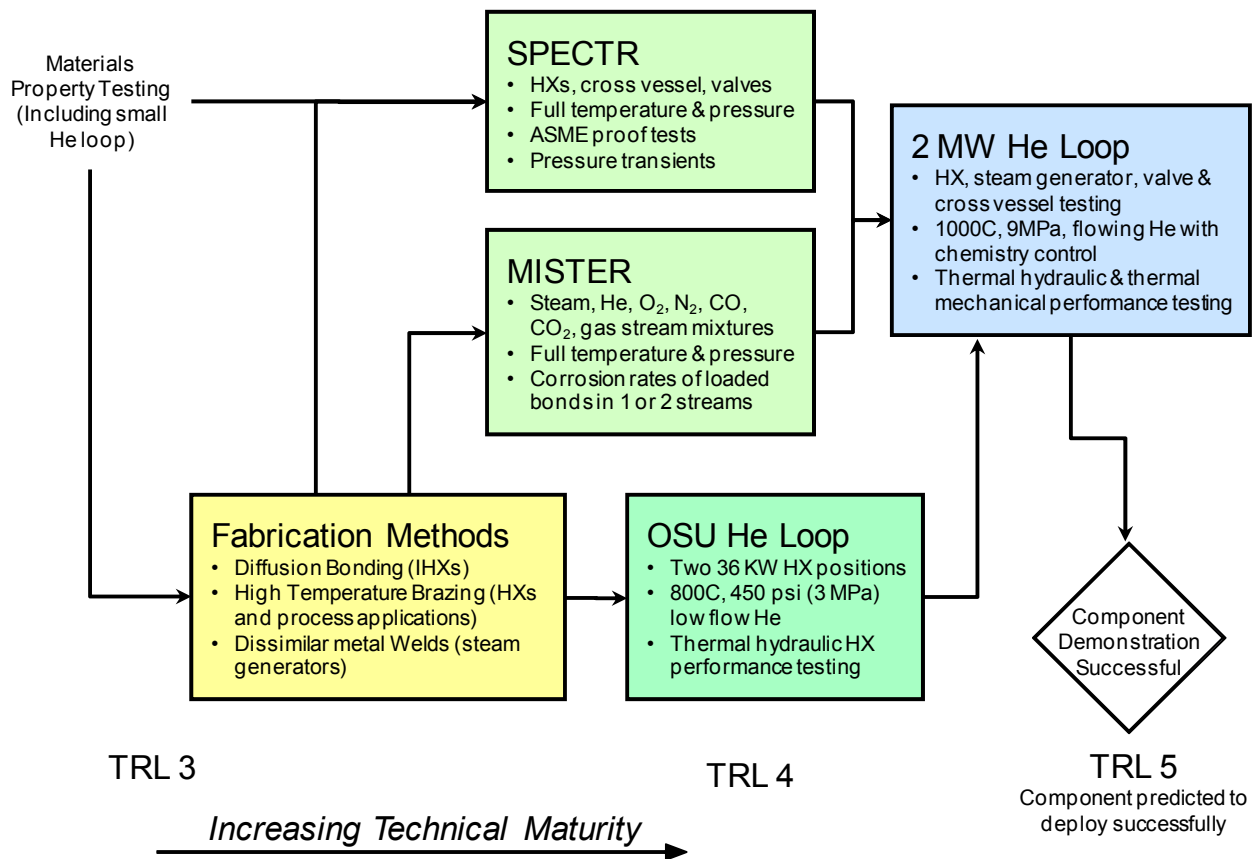 Materials
Property Testing
(Including small
He loop)
SPECTR
• HXs, cross vessel, valves
• Full temperature & pressure
• ASME proof tests
• Pressure transients
MISTER
• Steam, He, O₂, N₂, CO,
CO₂, gas stream mixtures
• Full temperature & pressure
• Corrosion rates of loaded
bonds in 1 or 2 streams
2 MW He Loop
• HX, steam generator, valve &
cross vessel testing
• 1000C, 9MPa, flowing He with
chemistry control
• Thermal hydraulic & thermal
mechanical performance testing
Fabrication Methods
• Diffusion Bonding (IHXs)
• High Temperature Brazing (HXs
and process applications)
• Dissimilar metal Welds (steam
generators)
OSU He Loop
• Two 36 KW HX positions
• 800C, 450 psi (3 MPa)
low flow He
• Thermal hydraulic HX
performance testing
Component
Demonstration
Successful
TRL 3
TRL 4
TRL 5
Component predicted to
deploy successfully
Increasing Technical Maturity